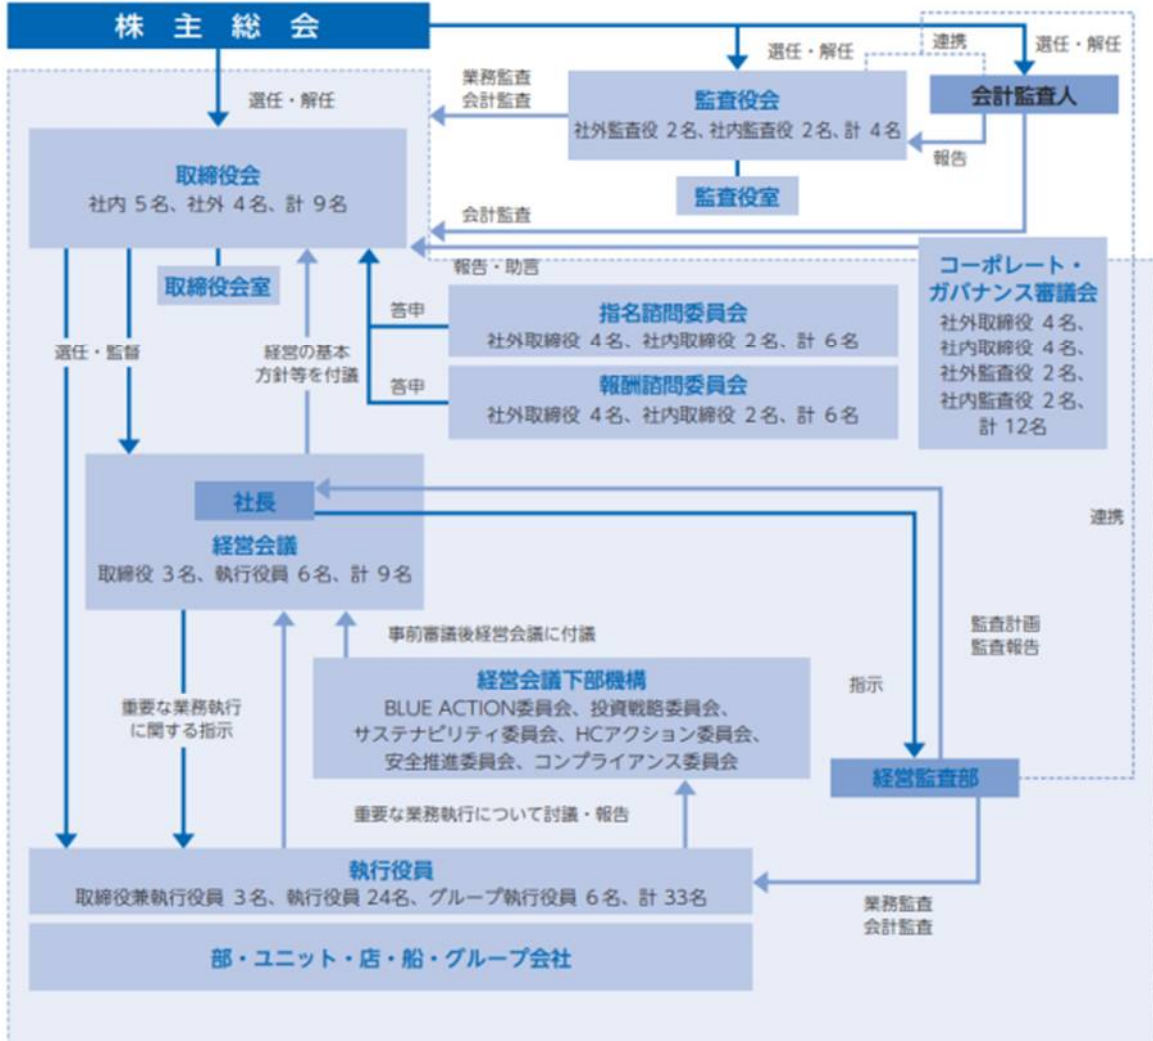 株主総会
選任・解任
連携
選任・解任
業務監査
会計監査
選任・解任
監査役会
社外監査役 2名、社内監査役 2名、計 4名
会計監査人
報告
取締役会
社内 5名、社外 4名、計 9名
監査役室
会計監査
取締役会室
報告・助言
コーポレート・
ガバナンス審議会
社外取締役 4名、
社内取締役 4名、
社外監査役 2名、
社内監査役 2名、
計 12名
答申
指名諮問委員会
社外取締役 4名、社内取締役 2名、計 6名
選任・監督
経営の基本
方針等を付議
答申
報酬諮問委員会
社外取締役 4名、社内取締役 2名、計 6名
社長
経営会議
取締役 3名、執行役員 6名、計 9名
連携
事前審議後経営会議に付議
監査計画
監査報告
重要な業務執行
に関する指示
経営会議下部機構
BLUE ACTION委員会、投資戦略委員会、
サステナビリティ委員会、HCアクション委員会、
安全推進委員会、コンプライアンス委員会
指示
経営監査部
重要な業務執行について討議・報告
執行役員
取締役兼執行役員 3名、執行役員 24名、グループ執行役員 6名、計 33名
業務監査
会計監査
部・ユニット・店・船・グループ会社